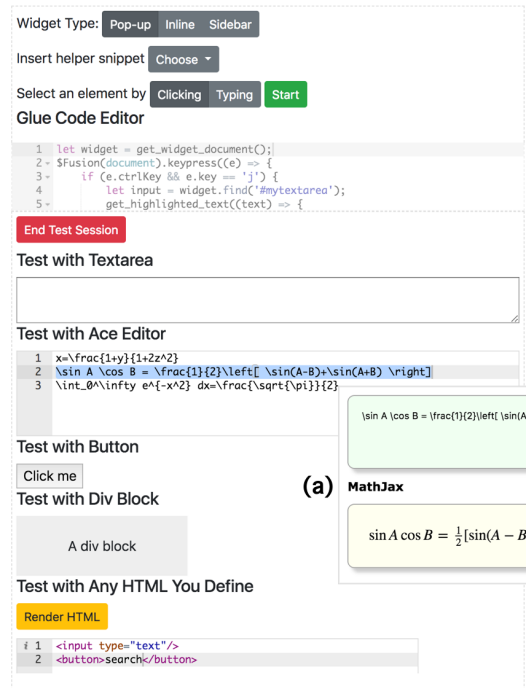 Widget Type: Pop-up Inline Sidebar
Insert helper snippet Choose
Select an element by Clicking Typing Start
Glue Code Editor
1 let widget = get_widget_document();
2 $Fusion(document).keypress((e) => {
3 if (e.ctrlKey && e.key == 'j') {
4 let input = widget.find('#mytextarea');
5 get_highlighted_text((text) => {
End Test Session
Test with Textarea
Test with Ace Editor
1 x=\frac{1+y}{1+2z^2}
2 \sin A \cos B = \frac{1}{2}\left[ \sin(A-B)+\sin(A+B) \right]
3 \int_0^\infty e^{-x^2} dx=\frac{\sqrt{\pi}}{2}
\sin A \cos B = \frac{1}{2}\left[ \sin(A
Test with Button
Click me
(a) MathJax
Test with Div Block
sin A cos B = 1/2 [sin(A − B
A div block
Test with Any HTML You Define
Render HTML
i 1 <input type="text"/>
2 <button>search</button>